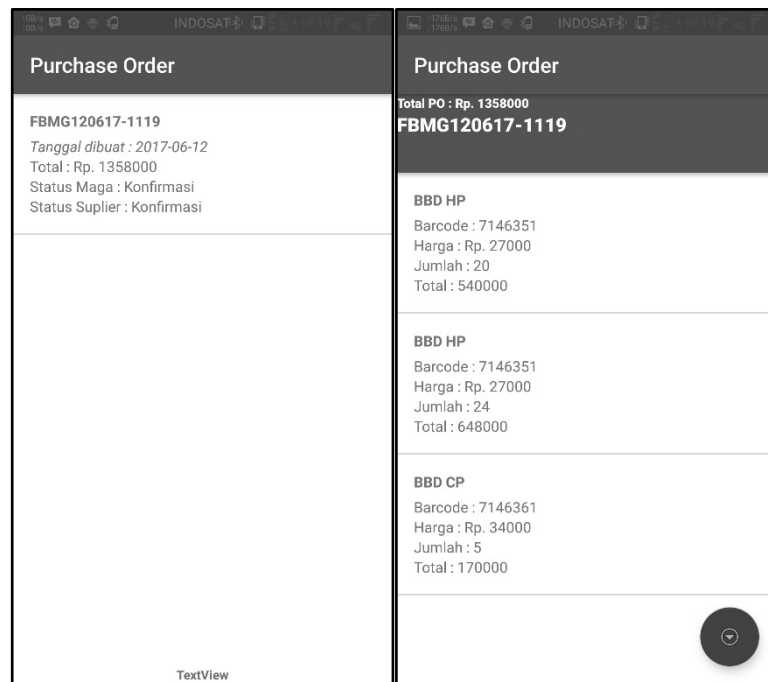 INDOSAT
Purchase Order
FBMG120617-1119
Tanggal dibuat : 2017-06-12
Total : Rp. 1358000
Status Maga : Konfirmasi
Status Suplier : Konfirmasi
TextView
INDOSAT
Purchase Order
Total PO : Rp. 1358000
FBMG120617-1119
BBD HP
Barcode : 7146351
Harga : Rp. 27000
Jumlah : 20
Total : 540000
BBD HP
Barcode : 7146351
Harga : Rp. 27000
Jumlah : 24
Total : 648000
BBD CP
Barcode : 7146361
Harga : Rp. 34000
Jumlah : 5
Total : 170000